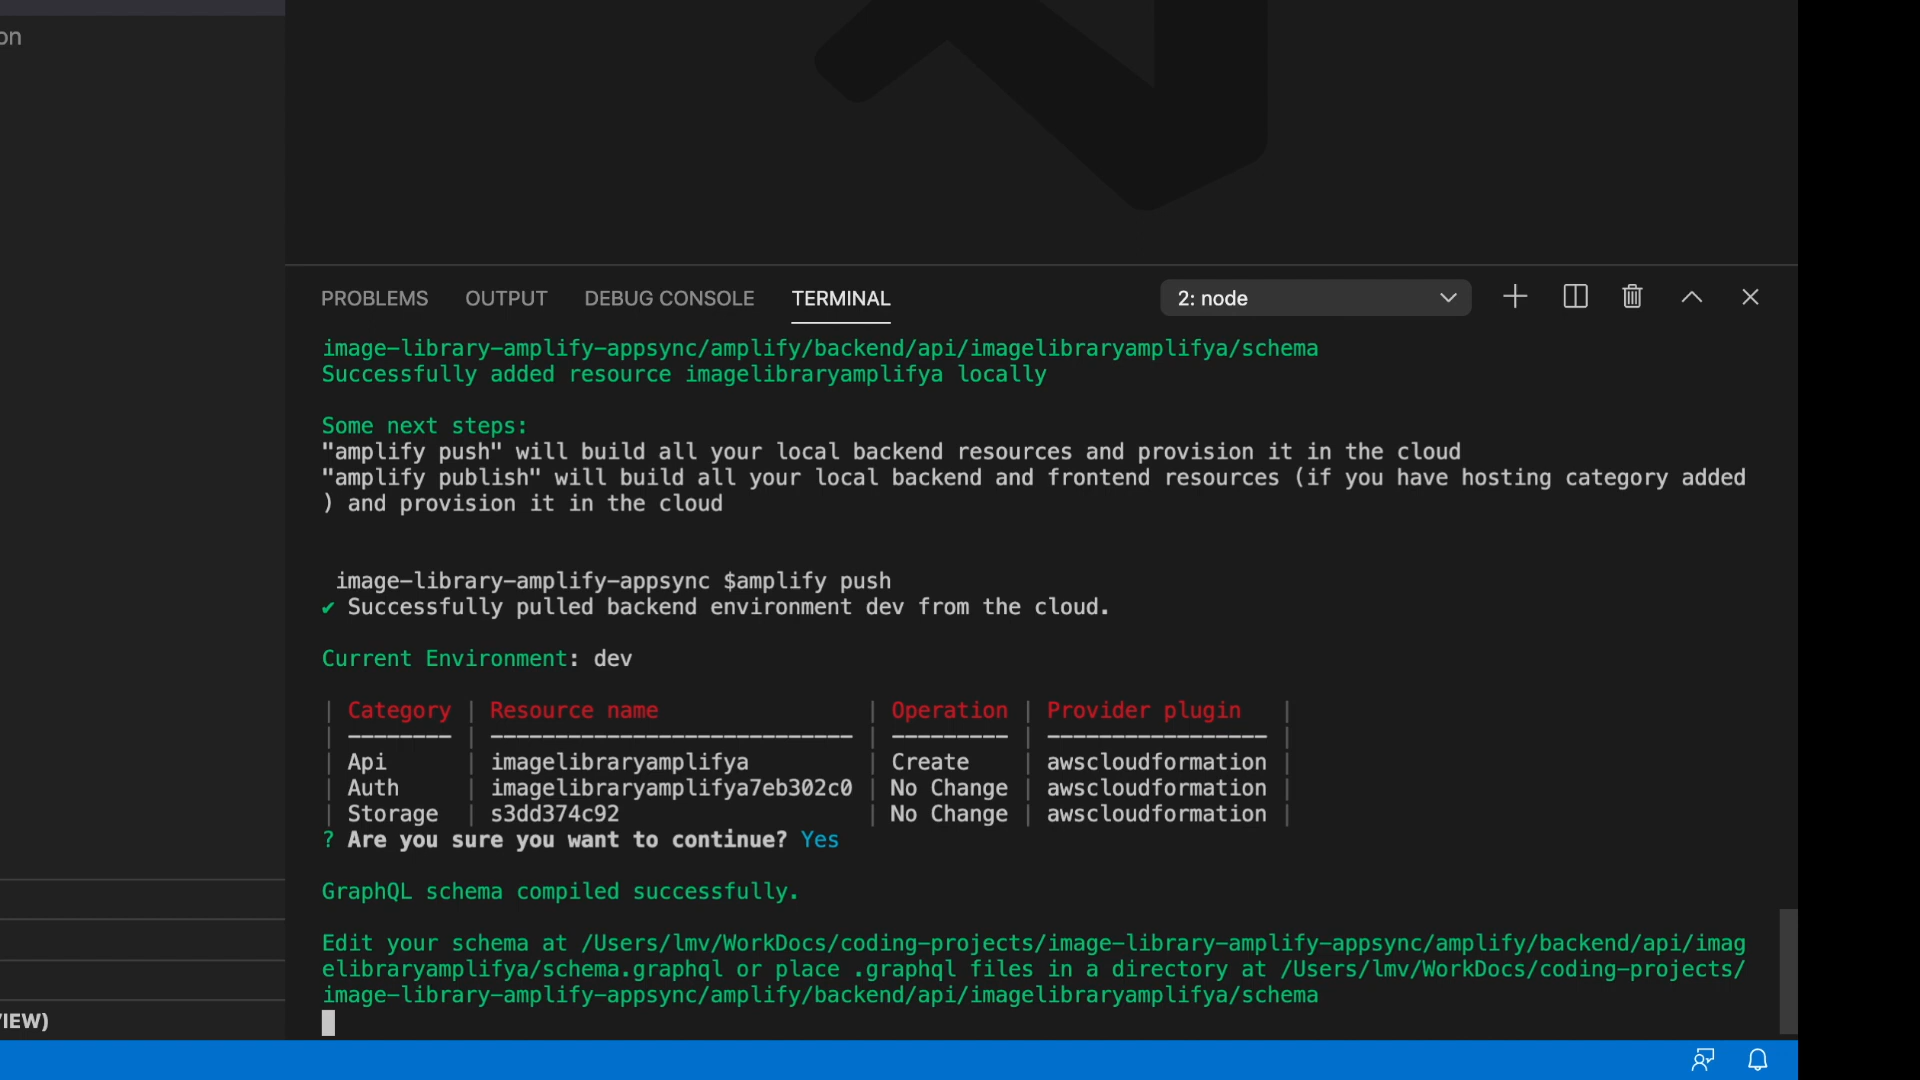 on
PROBLEMS OUTPUT DEBUG CONSOLE TERMINAL 2: node
image-library-amplify-appsync/amplify/backend/api/imagelibraryamplifya/schema
Successfully added resource imagelibraryamplifya locally
Some next steps:
"amplify push" will build all your local backend resources and provision it in the cloud
"amplify publish" will build all your local backend and frontend resources (if you have hosting category added
) and provision it in the cloud
image-library-amplify-appsync $amplify push
✔ Successfully pulled backend environment dev from the cloud.
Current Environment: dev
| Category | Resource name | Operation | Provider plugin |
| -------- | ---------------------------- | --------- | ----------------- |
| Api | imagelibraryamplifya | Create | awscloudformation |
| Auth | imagelibraryamplifya7eb302c0 | No Change | awscloudformation |
| Storage | s3dd374c92 | No Change | awscloudformation |
? Are you sure you want to continue? Yes
GraphQL schema compiled successfully.
Edit your schema at /Users/lmv/WorkDocs/coding-projects/image-library-amplify-appsync/amplify/backend/api/imag
elibraryamplifya/schema.graphql or place .graphql files in a directory at /Users/lmv/WorkDocs/coding-projects/
image-library-amplify-appsync/amplify/backend/api/imagelibraryamplifya/schema
IEW)